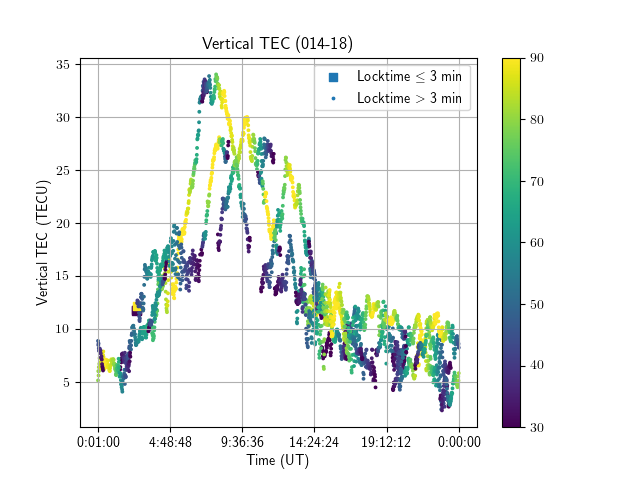 Vertical TEC (014-18)
Vertical TEC (TECU)
35
30
25
20
15
10
5
Locktime ≤ 3 min
Locktime > 3 min
0:01:00 4:48:48 9:36:36 14:24:24 19:12:12 0:00:00
Time (UT)
90
80
70
60
50
40
30